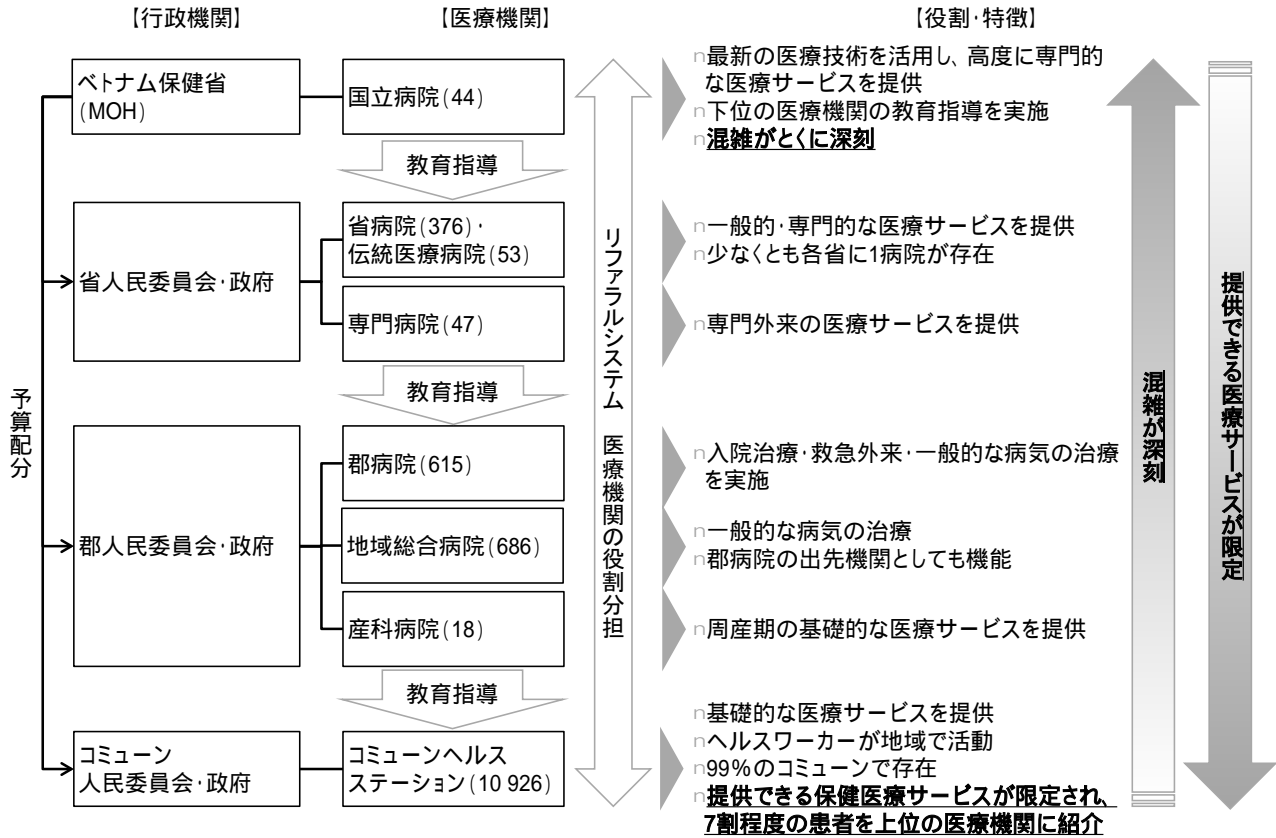 【行政機関】
【医療機関】
【役割・特徴】
予算配分
ベトナム保健省
(MOH)
国立病院(44)
n最新の医療技術を活用し、高度に専門的
な医療サービスを提供
n下位の医療機関の教育指導を実施
n混雑がとくに深刻
教育指導
省人民委員会・政府
省病院(376)・
伝統医療病院(53)
n一般的・専門的な医療サービスを提供
n少なくとも各省に1病院が存在
専門病院(47)
n専門外来の医療サービスを提供
教育指導
郡人民委員会・政府
郡病院(615)
n入院治療・救急外来・一般的な病気の治療
を実施
地域総合病院(686)
n一般的な病気の治療
n郡病院の出先機関としても機能
産科病院(18)
n周産期の基礎的な医療サービスを提供
教育指導
コミューン
人民委員会・政府
コミューンヘルス
ステーション(10 926)
n基礎的な医療サービスを提供
nヘルスワーカーが地域で活動
n99%のコミューンで存在
n提供できる保健医療サービスが限定され、
7割程度の患者を上位の医療機関に紹介
リファラルシステム 医療機関の役割分担
混雑が深刻
提供できる医療サービスが限定